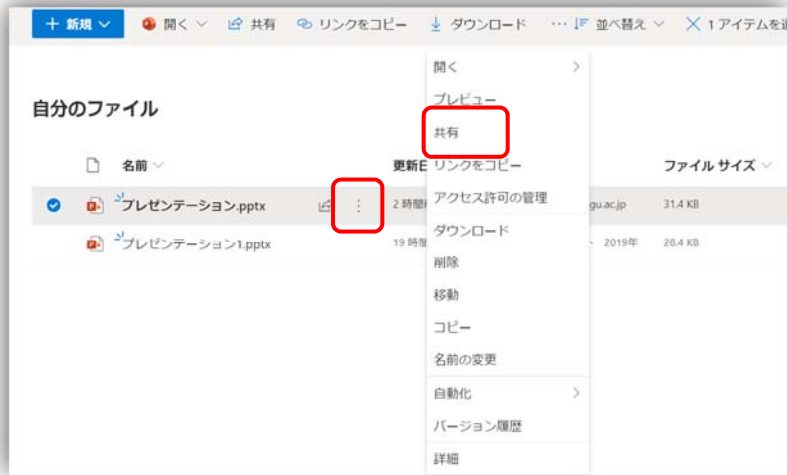 ＋ 新規 開く 共有 リンクをコピー ダウンロード … 並べ替え × 1 アイテムを
開く
プレビュー
自分のファイル
共有
名前 更新日 リンクをコピー ファイル サイズ
プレゼンテーション.pptx 2 時間 アクセス許可の管理 gu.ac.jp 31.4 KB
ダウンロード
プレゼンテーション1.pptx 19 時間 2019年 28.4 KB
削除
移動
コピー
名前の変更
自動化
バージョン履歴
詳細